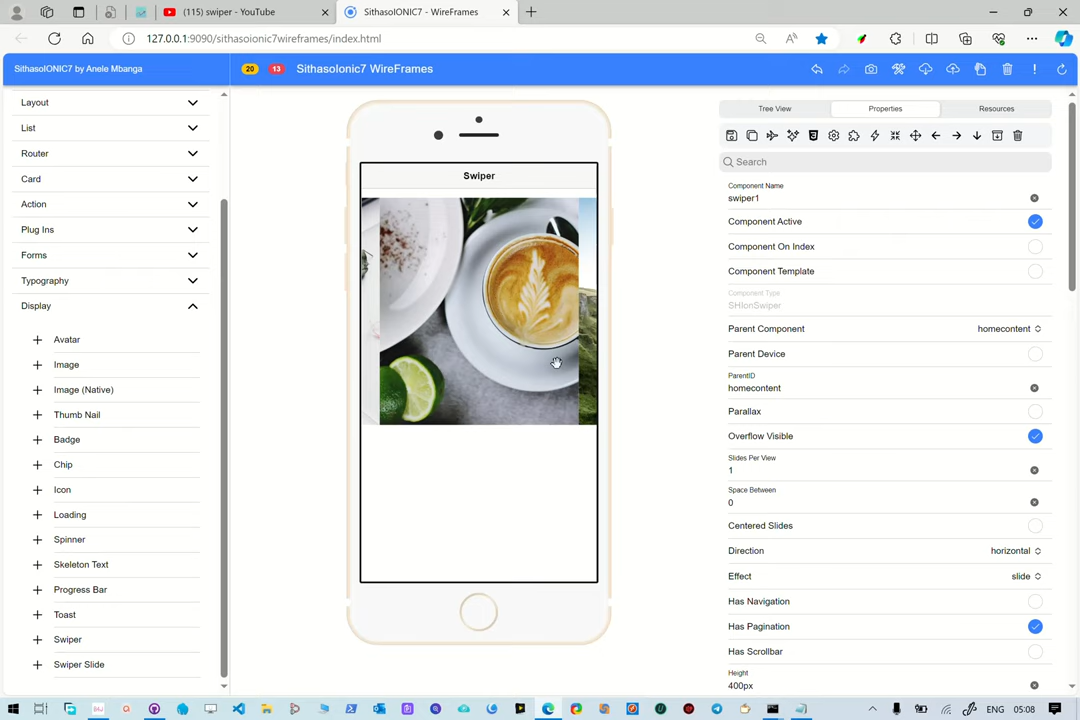 (115) swiper - YouTube
SithasoIONIC7 - WireFrames
127.0.0.1:9090/sithasoionic7wireframes/index.html
SithasoIONIC7 by Anele Mbanga
20
13
SithasoIonic7 WireFrames
Layout
List
Router
Card
Action
Plug Ins
Forms
Typography
Display
Avatar
Image
Image (Native)
Thumb Nail
Badge
Chip
Icon
Loading
Spinner
Skeleton Text
Progress Bar
Toast
Swiper
Swiper Slide
Swiper
Tree View
Properties
Resources
Search
Component Name
swiper1
Component Active
Component On Index
Component Template
Component Type
SHIonSwiper
Parent Component homecontent
Parent Device
ParentID
homecontent
Parallax
Overflow Visible
Slides Per View
1
Space Between
0
Centered Slides
Direction horizontal
Effect slide
Has Navigation
Has Pagination
Has Scrollbar
Height
400px
ENG 05:08